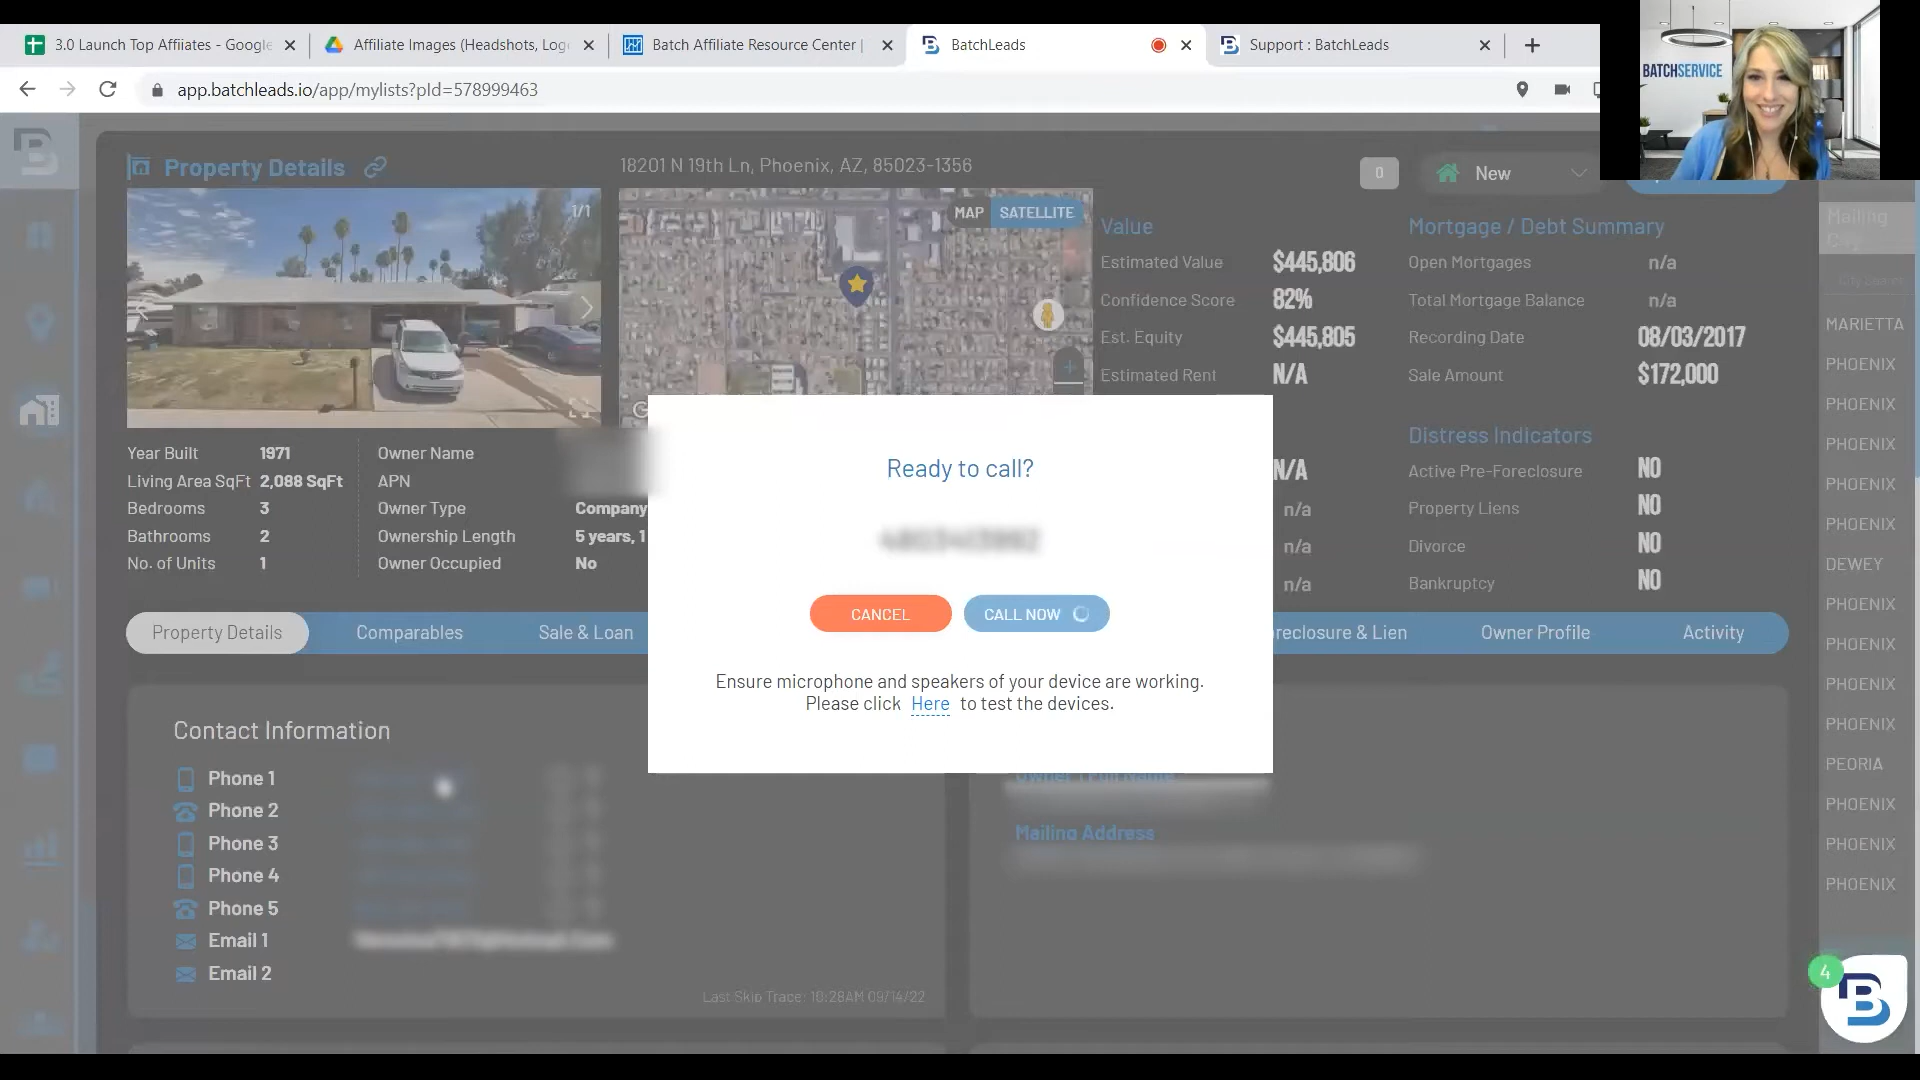 3.0 Launch Top Affiliates - Google
Affiliate Images (Headshots, Log
Batch Affiliate Resource Center |
BatchLeads
Support : BatchLeads
app.batchleads.io/app/mylists?pId=578999463
BATCHSERVICE
Property Details
18201 N 19th Ln, Phoenix, AZ, 85023-1356
0
New
1/1
MAP
SATELLITE
Value
Estimated Value $445,806
Confidence Score 82%
Est. Equity $445,805
Estimated Rent N/A
N/A
n/a
n/a
n/a
Mortgage / Debt Summary
Open Mortgages n/a
Total Mortgage Balance n/a
Recording Date 08/03/2017
Sale Amount $172,000
Distress Indicators
Active Pre-Foreclosure NO
Property Liens NO
Divorce NO
Bankruptcy NO
Year Built 1971
Living Area SqFt 2,088 SqFt
Bedrooms 3
Bathrooms 2
No. of Units 1
Owner Name
APN
Owner Type Company
Ownership Length 5 years, 1
Owner Occupied No
Ready to call?
CANCEL
CALL NOW
Ensure microphone and speakers of your device are working.
Please click Here to test the devices.
Property Details
Comparables
Sale & Loan
reclosure & Lien
Owner Profile
Activity
Contact Information
Phone 1
Phone 2
Phone 3
Phone 4
Phone 5
Email 1
Email 2
Last Skip Trace: 10:29AM 09/14/22
Mailing Address
Mailing
MARIETTA
PHOENIX
PHOENIX
PHOENIX
PHOENIX
PHOENIX
DEWEY
PHOENIX
PHOENIX
PHOENIX
PHOENIX
PEORIA
PHOENIX
PHOENIX
PHOENIX
4